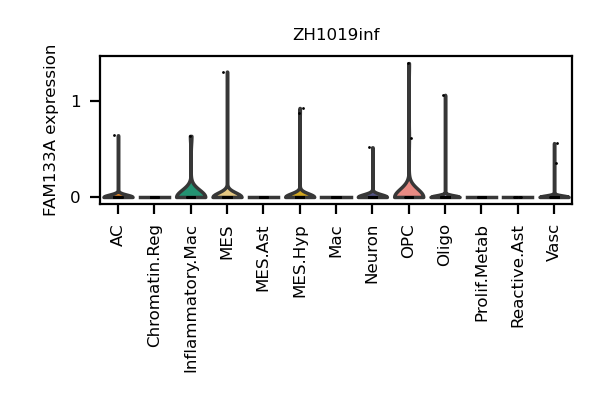 ZH1019inf
FAM133A expression
1
0
AC
Chromatin.Reg
Inflammatory.Mac
MES
MES.Ast
MES.Hyp
Mac
Neuron
OPC
Oligo
Prolif.Metab
Reactive.Ast
Vasc